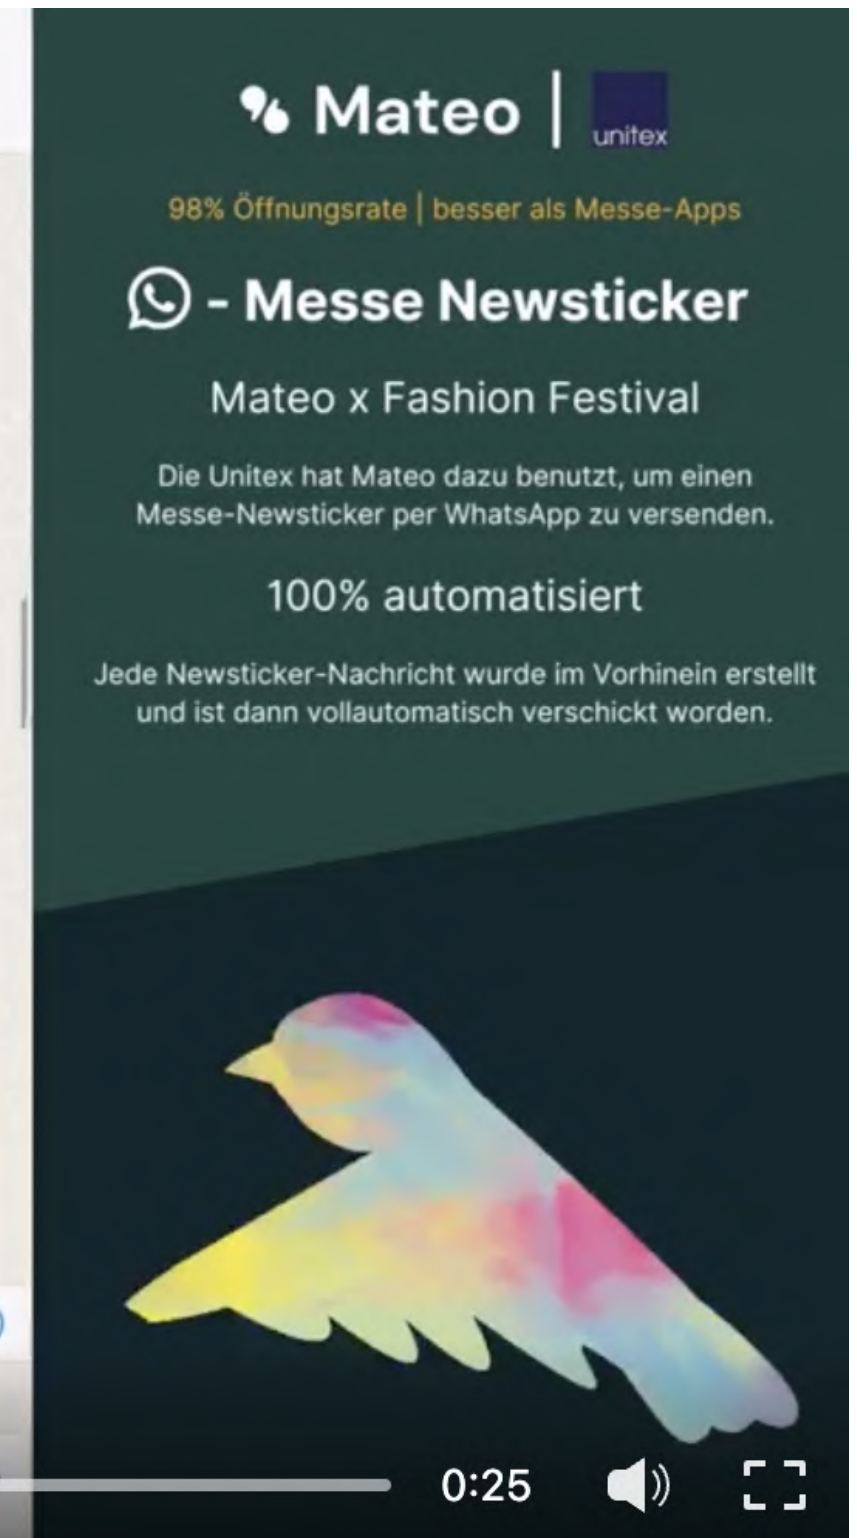 Mateo | unitex
98% Öffnungsrate | besser als Messe-Apps
- Messe Newsticker
Mateo x Fashion Festival
Die Unitex hat Mateo dazu benutzt, um einen
Messe-Newsticker per WhatsApp zu versenden.
100% automatisiert
Jede Newsticker-Nachricht wurde im Vorhinein erstellt
und ist dann vollautomatisch verschickt worden.
0:25